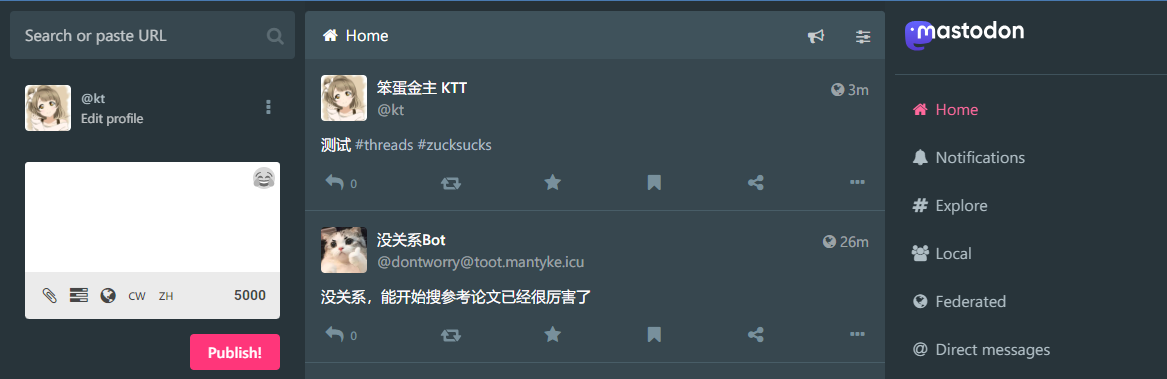 Search or paste URL
@kt
Edit profile
CW ZH 5000
Publish!
Home
笨蛋金主 KTT
3m
@kt
测试 #threads #zucksucks
0
没关系Bot
26m
@dontworry@toot.mantyke.icu
没关系，能开始搜参考论文已经很厉害了
0
mastodon
Home
Notifications
Explore
Local
Federated
Direct messages